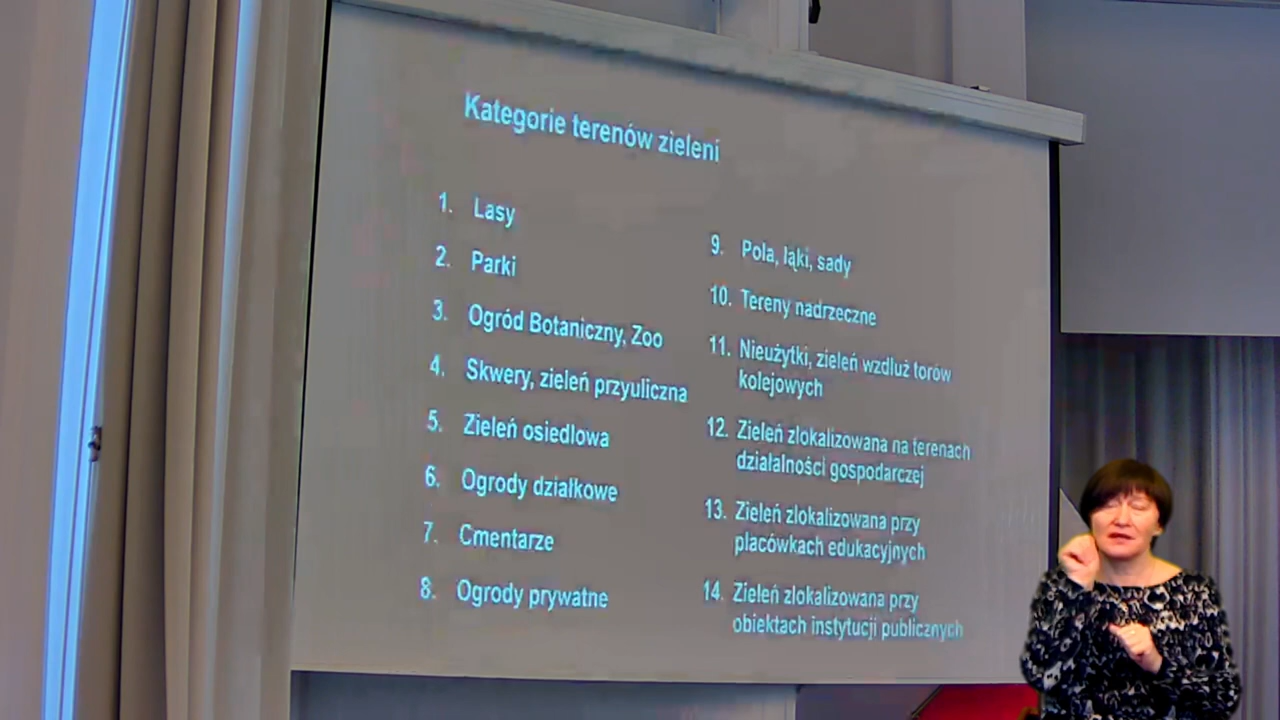 Kategorie terenów zieleni
1. Lasy
2. Parki
3. Ogród Botaniczny, Zoo
4. Skwery, zieleń przyuliczna
5. Zieleń osiedlowa
6. Ogrody działkowe
7. Cmentarze
8. Ogrody prywatne
9. Pola, łąki, sady
10. Tereny nadrzeczne
11. Nieużytki, zieleń wzdłuż torów
kolejowych
12. Zieleń zlokalizowana na terenach
działalności gospodarczej
13. Zieleń zlokalizowana przy
placówkach edukacyjnych
14. Zieleń zlokalizowana przy
obiektach instytucji publicznych